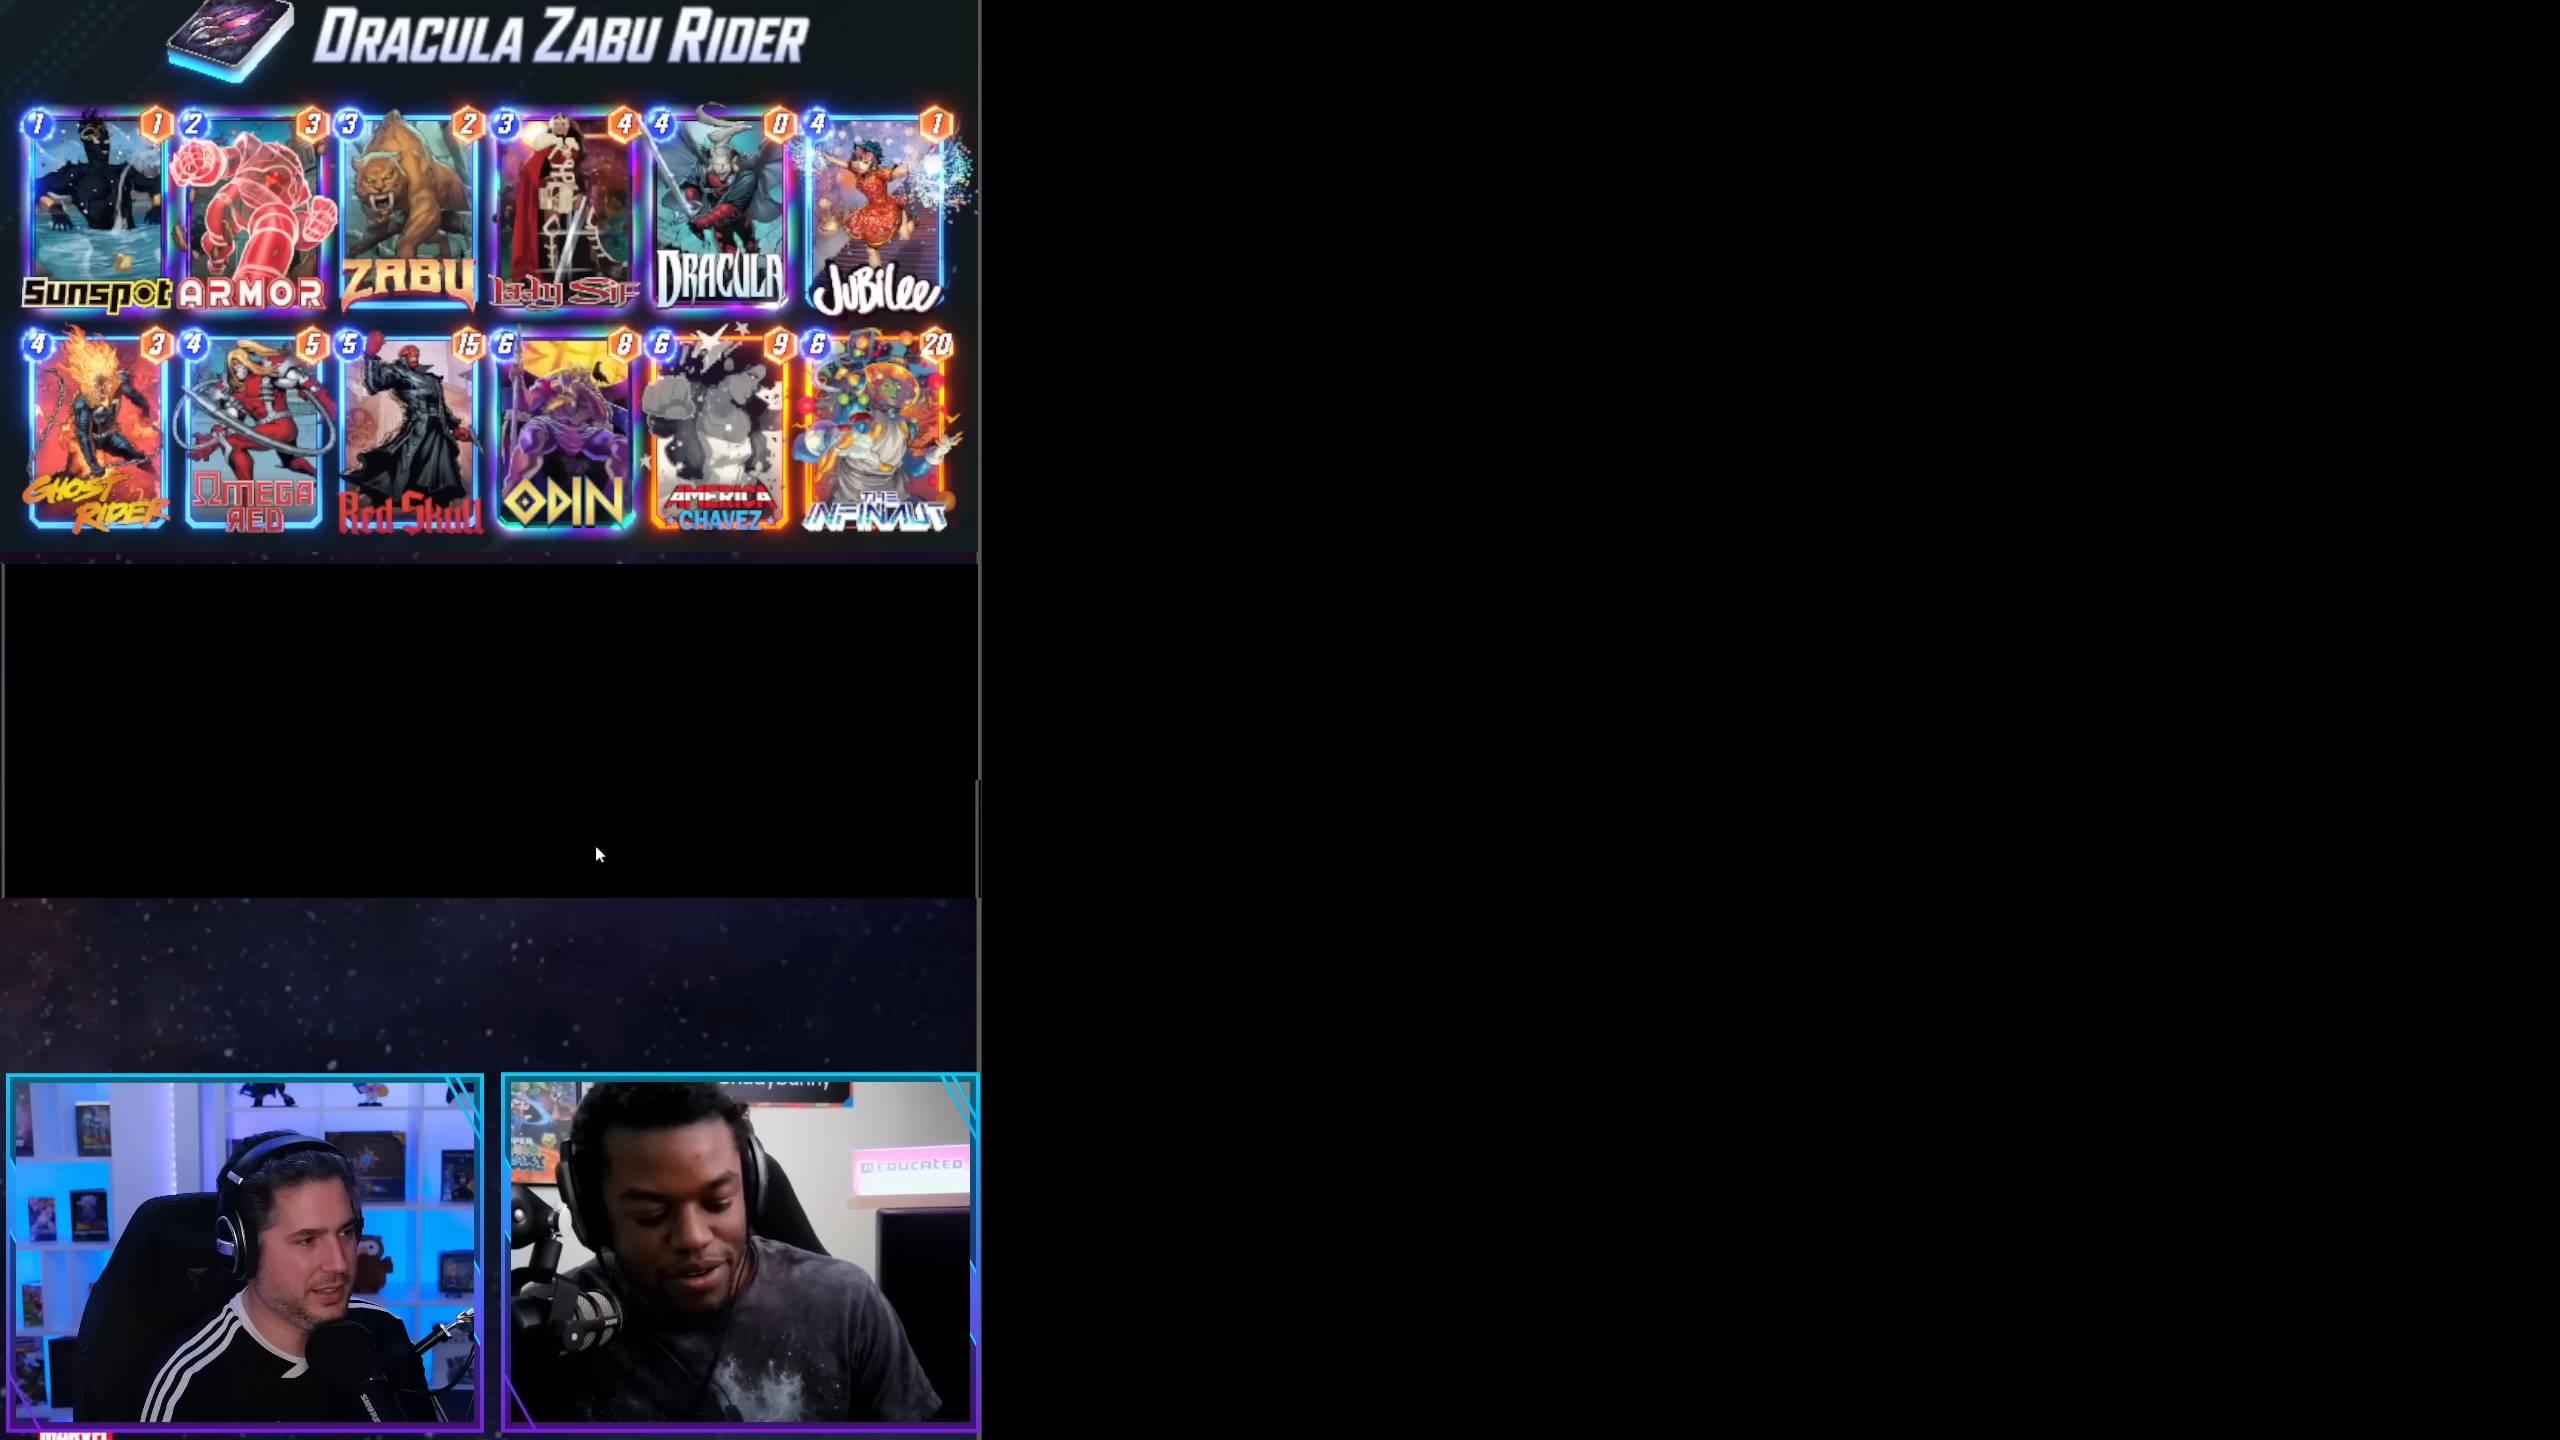 DRACULA ZABU RIDER
1 1 2 3 3 2 3 4 4 0 4 1
Sunspot ARMOR ZABU Lady Sif DRACULA JUBilee
4 3 4 5 5 15 6 8 6 9 6 20
GHOST RIDER OMEGA RED Red Skull ODIN AMERICA CHAVEZ THE INFINAUT
EDUCATED
MARVEL